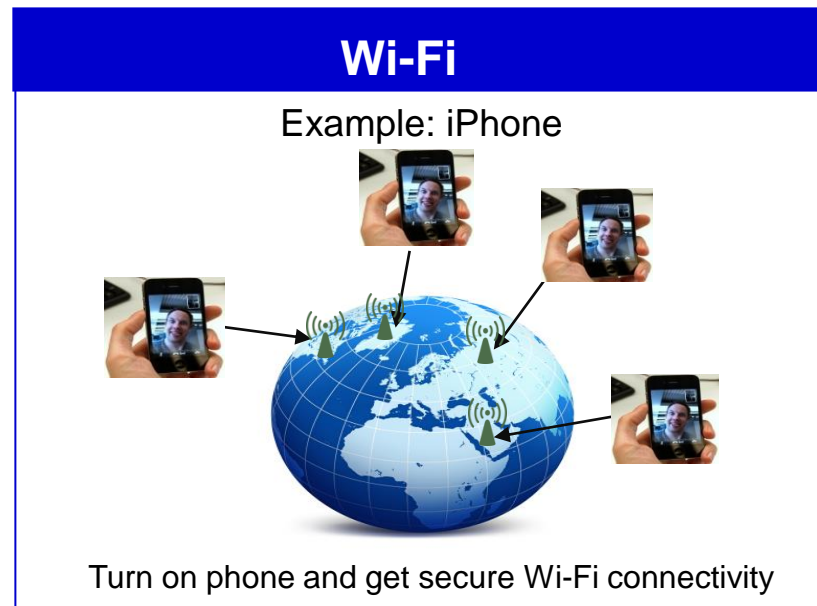 Wi-Fi
Example: iPhone
Turn on phone and get secure Wi-Fi connectivity